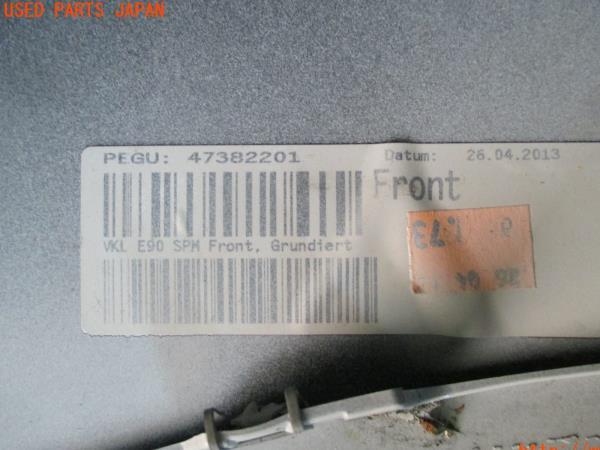 USED PARTS JAPAN
PEGU: 47382201 Datum: 26.04.2013
Front
VKL E90 SPM Front, Grundiert